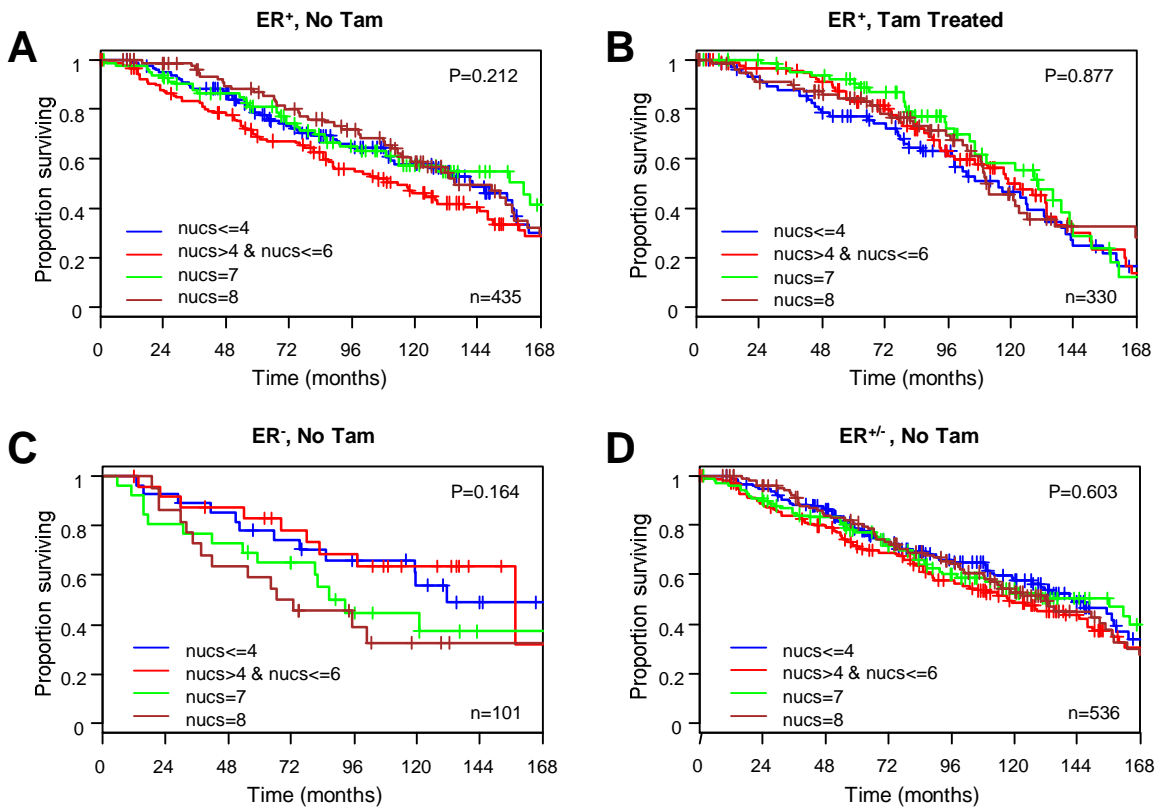 A
ER⁺, No Tam
P=0.212
Proportion surviving
1
0.8
0.6
0.4
0.2
0
nucs<=4
nucs>4 & nucs<=6
nucs=7
nucs=8
n=435
0 24 48 72 96 120 144 168
Time (months)
B
ER⁺, Tam Treated
P=0.877
Proportion surviving
1
0.8
0.6
0.4
0.2
0
nucs<=4
nucs>4 & nucs<=6
nucs=7
nucs=8
n=330
0 24 48 72 96 120 144 168
Time (months)
C
ER⁻, No Tam
P=0.164
Proportion surviving
1
0.8
0.6
0.4
0.2
0
nucs<=4
nucs>4 & nucs<=6
nucs=7
nucs=8
n=101
0 24 48 72 96 120 144 168
Time (months)
D
ER⁺/⁻ , No Tam
P=0.603
Proportion surviving
1
0.8
0.6
0.4
0.2
0
nucs<=4
nucs>4 & nucs<=6
nucs=7
nucs=8
n=536
0 24 48 72 96 120 144 168
Time (months)